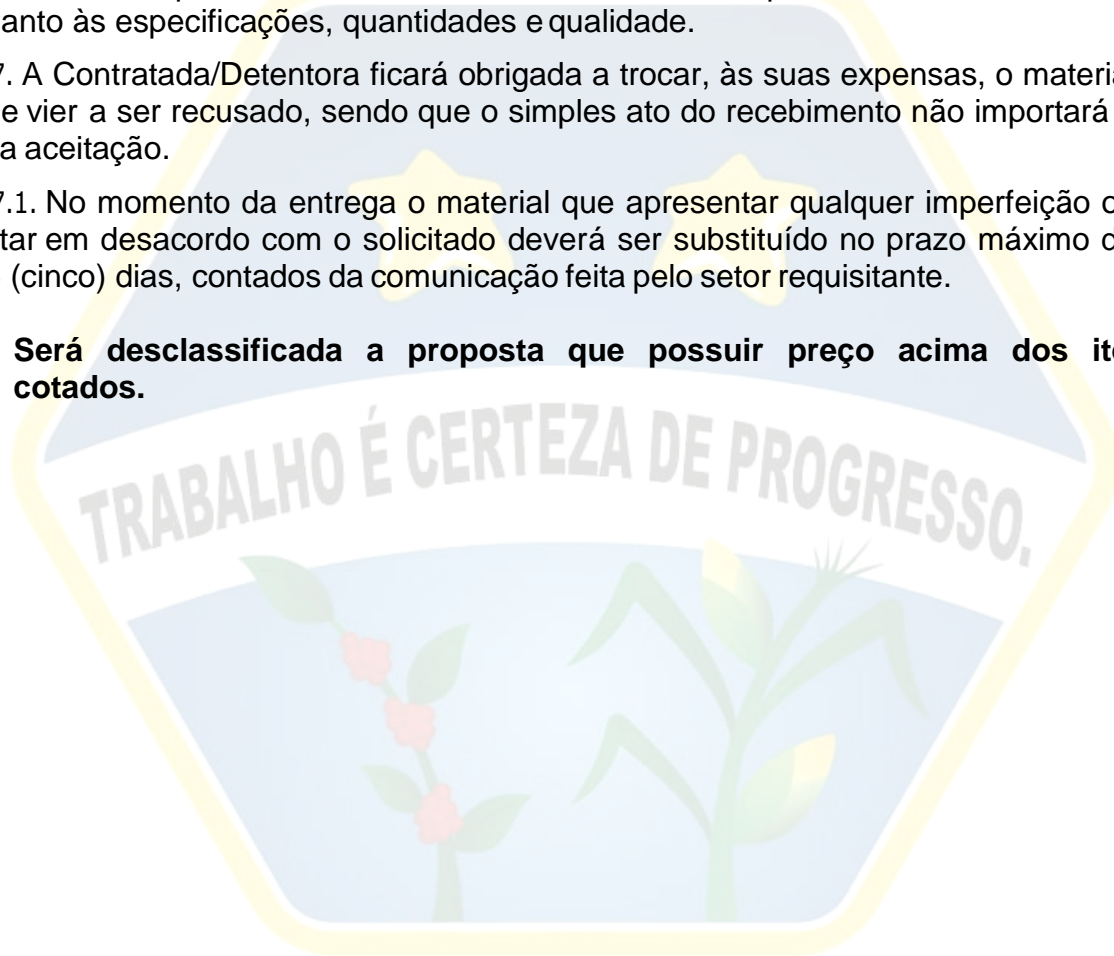 anto às especificações, quantidades e qualidade.
7. A Contratada/Detentora ficará obrigada a trocar, às suas expensas, o materia
e vier a ser recusado, sendo que o simples ato do recebimento não importará
a aceitação.
7.1. No momento da entrega o material que apresentar qualquer imperfeição o
tar em desacordo com o solicitado deverá ser substituído no prazo máximo d
(cinco) dias, contados da comunicação feita pelo setor requisitante.
Será desclassificada a proposta que possuir preço acima dos ite
cotados.
TRABALHO É CERTEZA DE PROGRESSO.